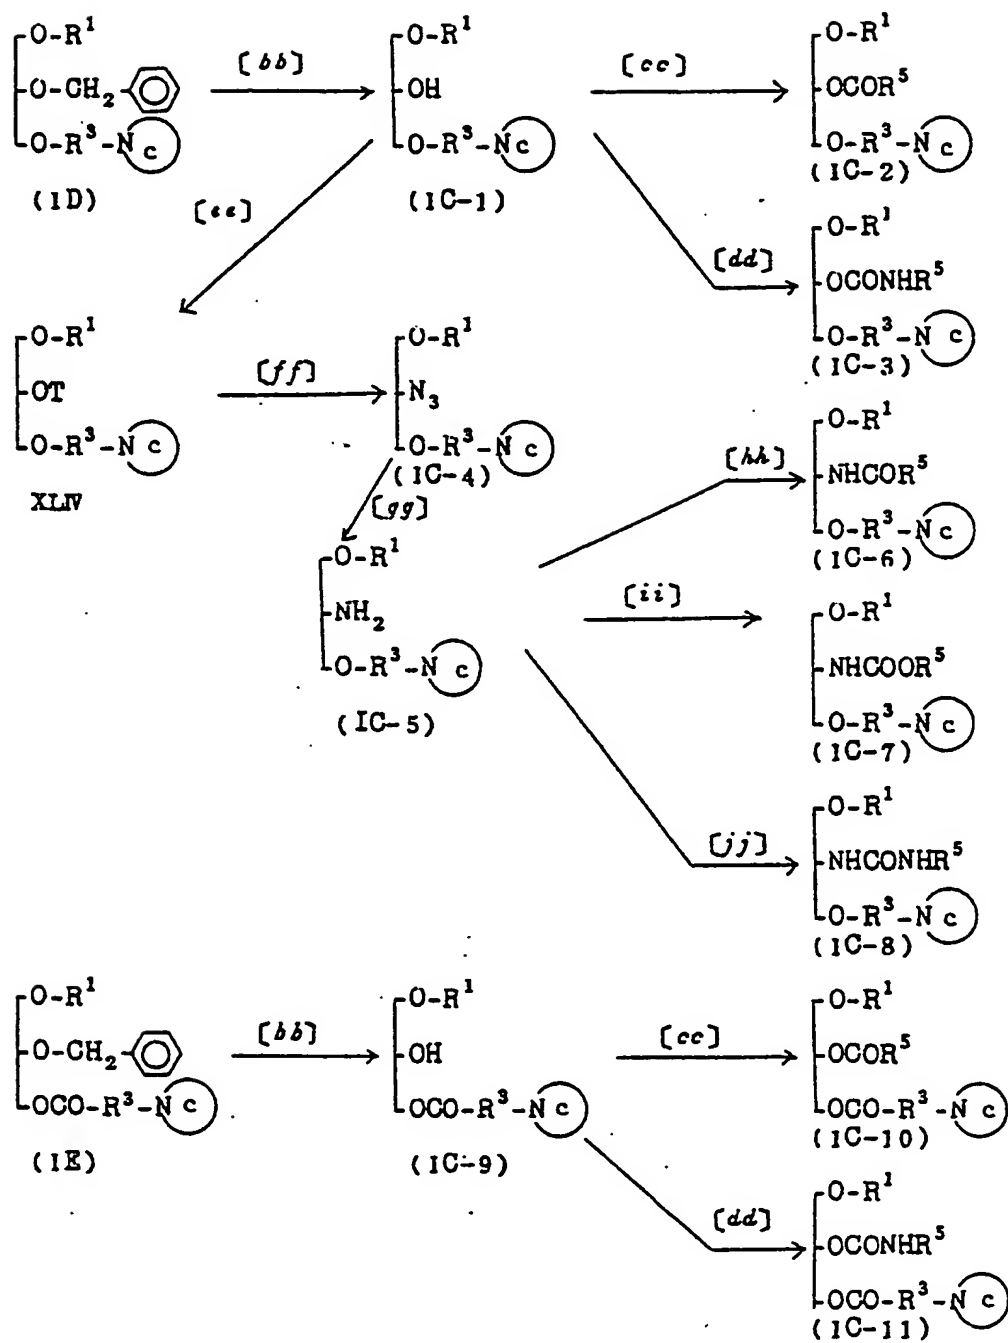 O-R¹ [bb] O-R¹ [cc] O-R¹
O-CH₂ OH OCOR⁵
O-R³-N c O-R³-N c O-R³-N c
(ID) (IC-1) (IC-2)
[ee] [dd] O-R¹
OCONHR⁵
O-R³-N c
(IC-3)
O-R¹ [ff] O-R¹
OT N₃
O-R³-N c O-R³-N c
XLIV (IC-4)
[gg] [hh] O-R¹
NHCOR⁵
O-R³-N c
(IC-6)
O-R¹ [ii] O-R¹
NH₂ NHCOOR⁵
O-R³-N c O-R³-N c
(IC-5) (IC-7)
[jj] O-R¹
NHCONHR⁵
O-R³-N c
(IC-8)
O-R¹ [bb] O-R¹ [cc] O-R¹
O-CH₂ OH OCOR⁵
OCO-R³-N c OCO-R³-N c OCO-R³-N c
(IE) (IC-9) (IC-10)
[dd] O-R¹
OCONHR⁵
OCO-R³-N c
(IC-11)